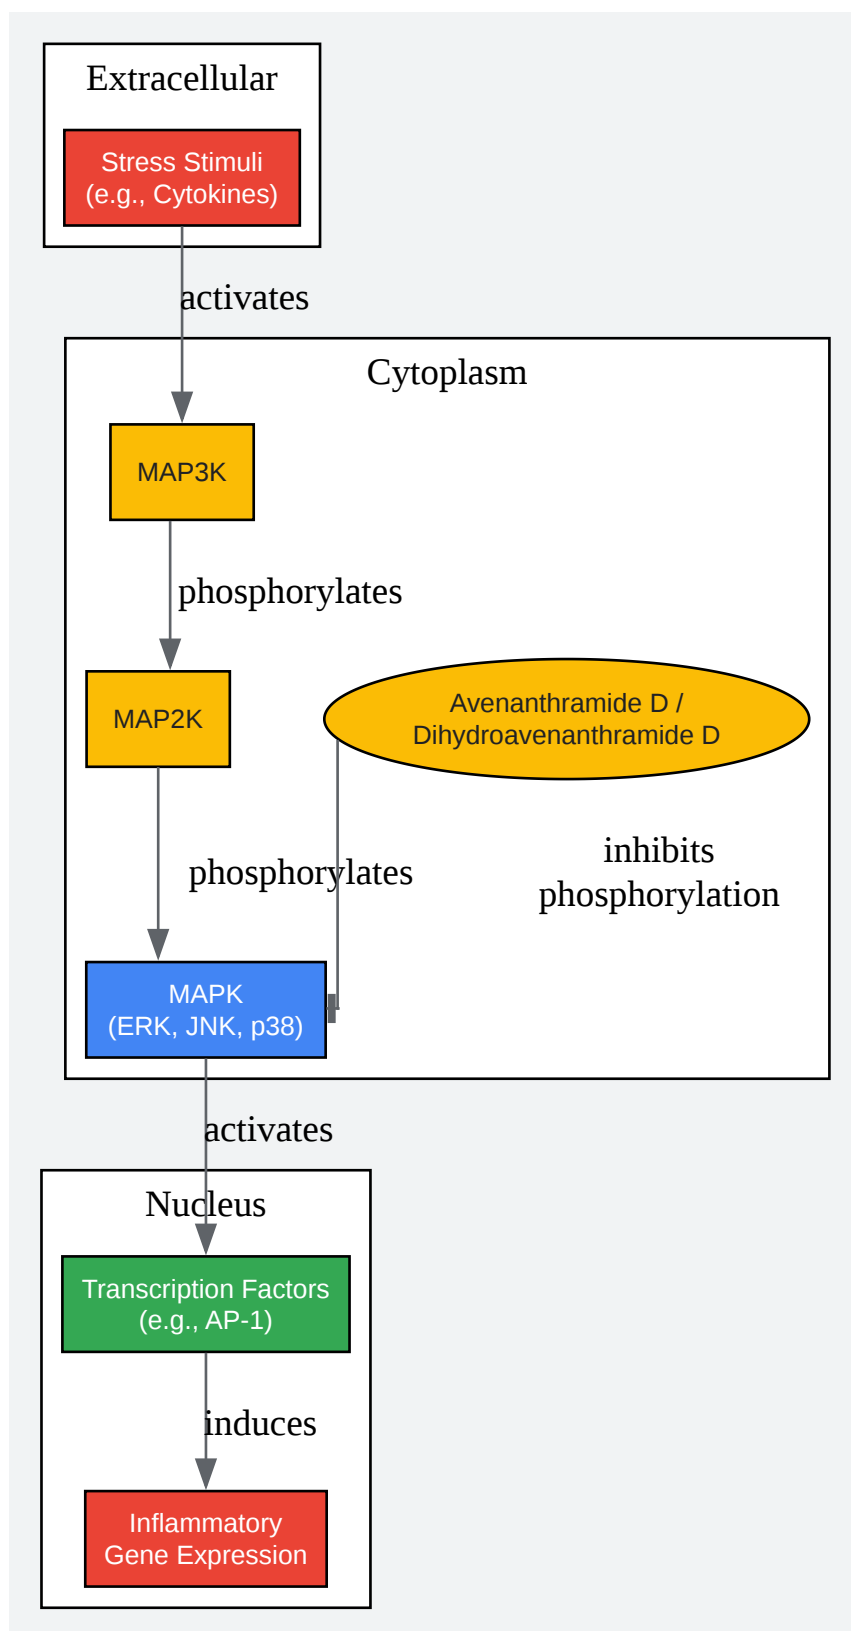 Extracellular
Stress Stimuli
(e.g., Cytokines)
activates
Cytoplasm
MAP3K
phosphorylates
MAP2K
Avenanthramide D /
Dihydroavenanthramide D
phosphorylates
inhibits
phosphorylation
MAPK
(ERK, JNK, p38)
activates
Nucleus
Transcription Factors
(e.g., AP-1)
induces
Inflammatory
Gene Expression